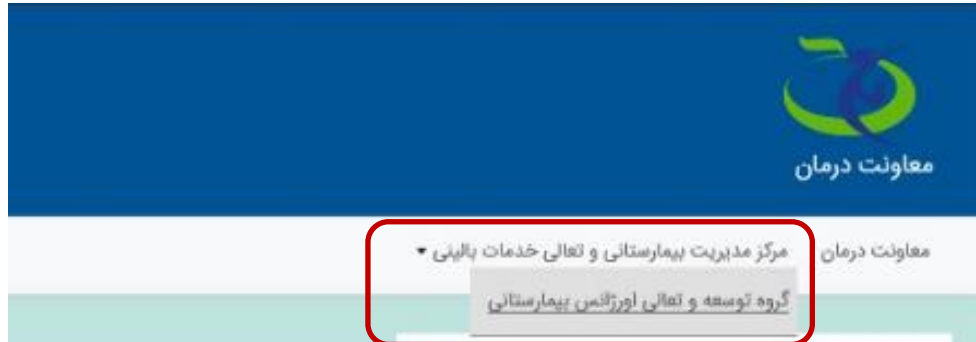 معاونت درمان
معاونت درمان
مرکز مدیریت بیمارستانی و تعالی خدمات بالینی
گروه توسعه و تعالی اورژانس بیمارستانی